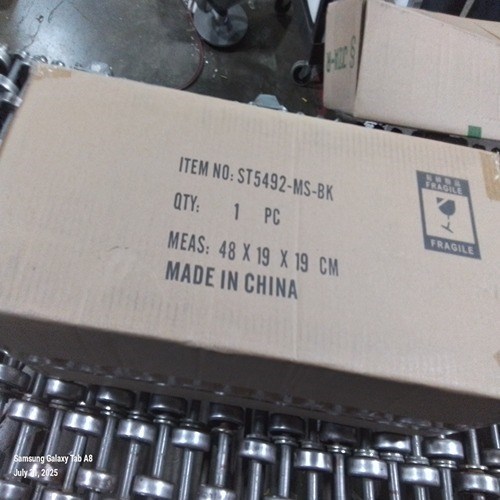 ITEM NO: ST5492-MS-BK
QTY: 1 PC
MEAS: 48 X 19 X 19 CM
MADE IN CHINA
FRAGILE
FRAGILE
Samsung Galaxy Tab A8